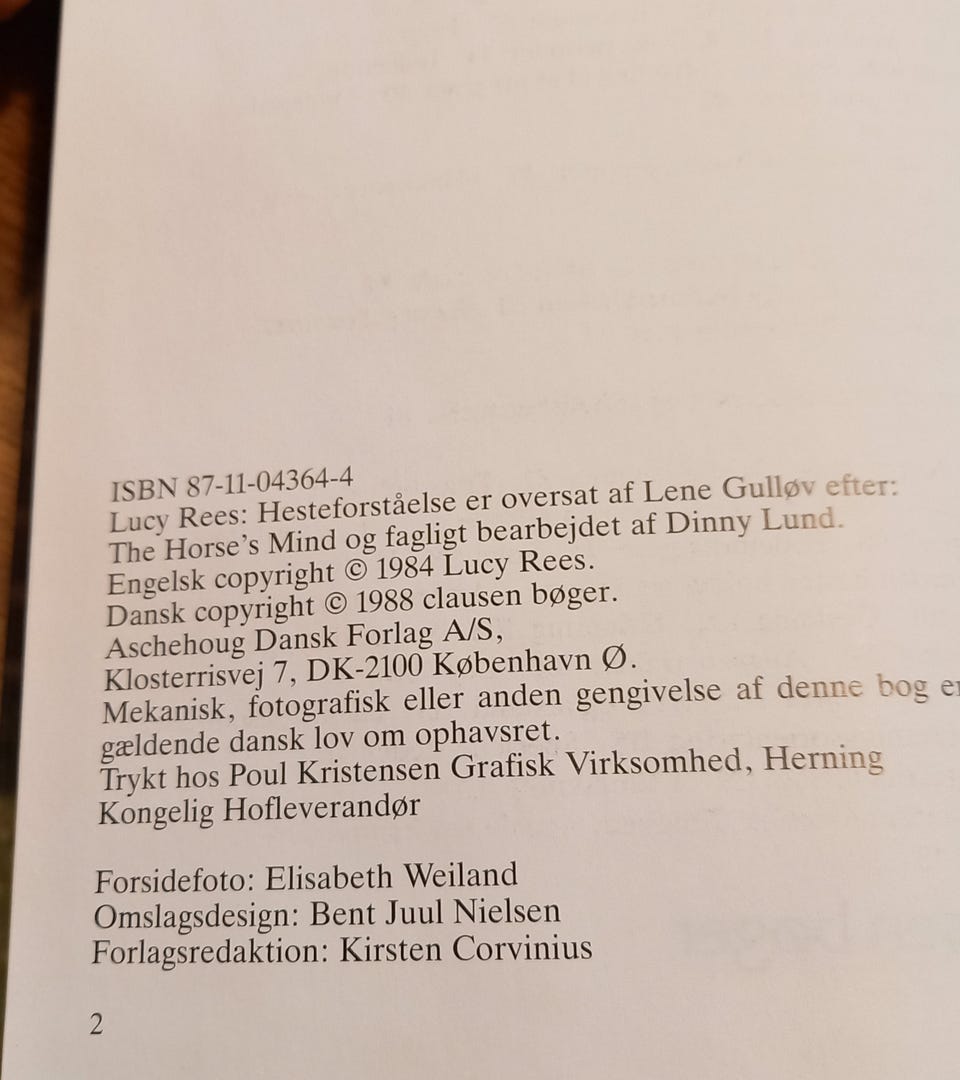 ISBN 87-11-04364-4
Lucy Rees: Hesteforståelse er oversat af Lene Gulløv efter:
The Horse's Mind og fagligt bearbejdet af Dinny Lund.
Engelsk copyright © 1984 Lucy Rees.
Dansk copyright © 1988 clausen bøger.
Aschehoug Dansk Forlag A/S,
Klosterrisvej 7, DK-2100 København Ø.
Mekanisk, fotografisk eller anden gengivelse af denne bog er
gældende dansk lov om ophavsret.
Trykt hos Poul Kristensen Grafisk Virksomhed, Herning
Kongelig Hofleverandør
Forsidefoto: Elisabeth Weiland
Omslagsdesign: Bent Juul Nielsen
Forlagsredaktion: Kirsten Corvinius
2